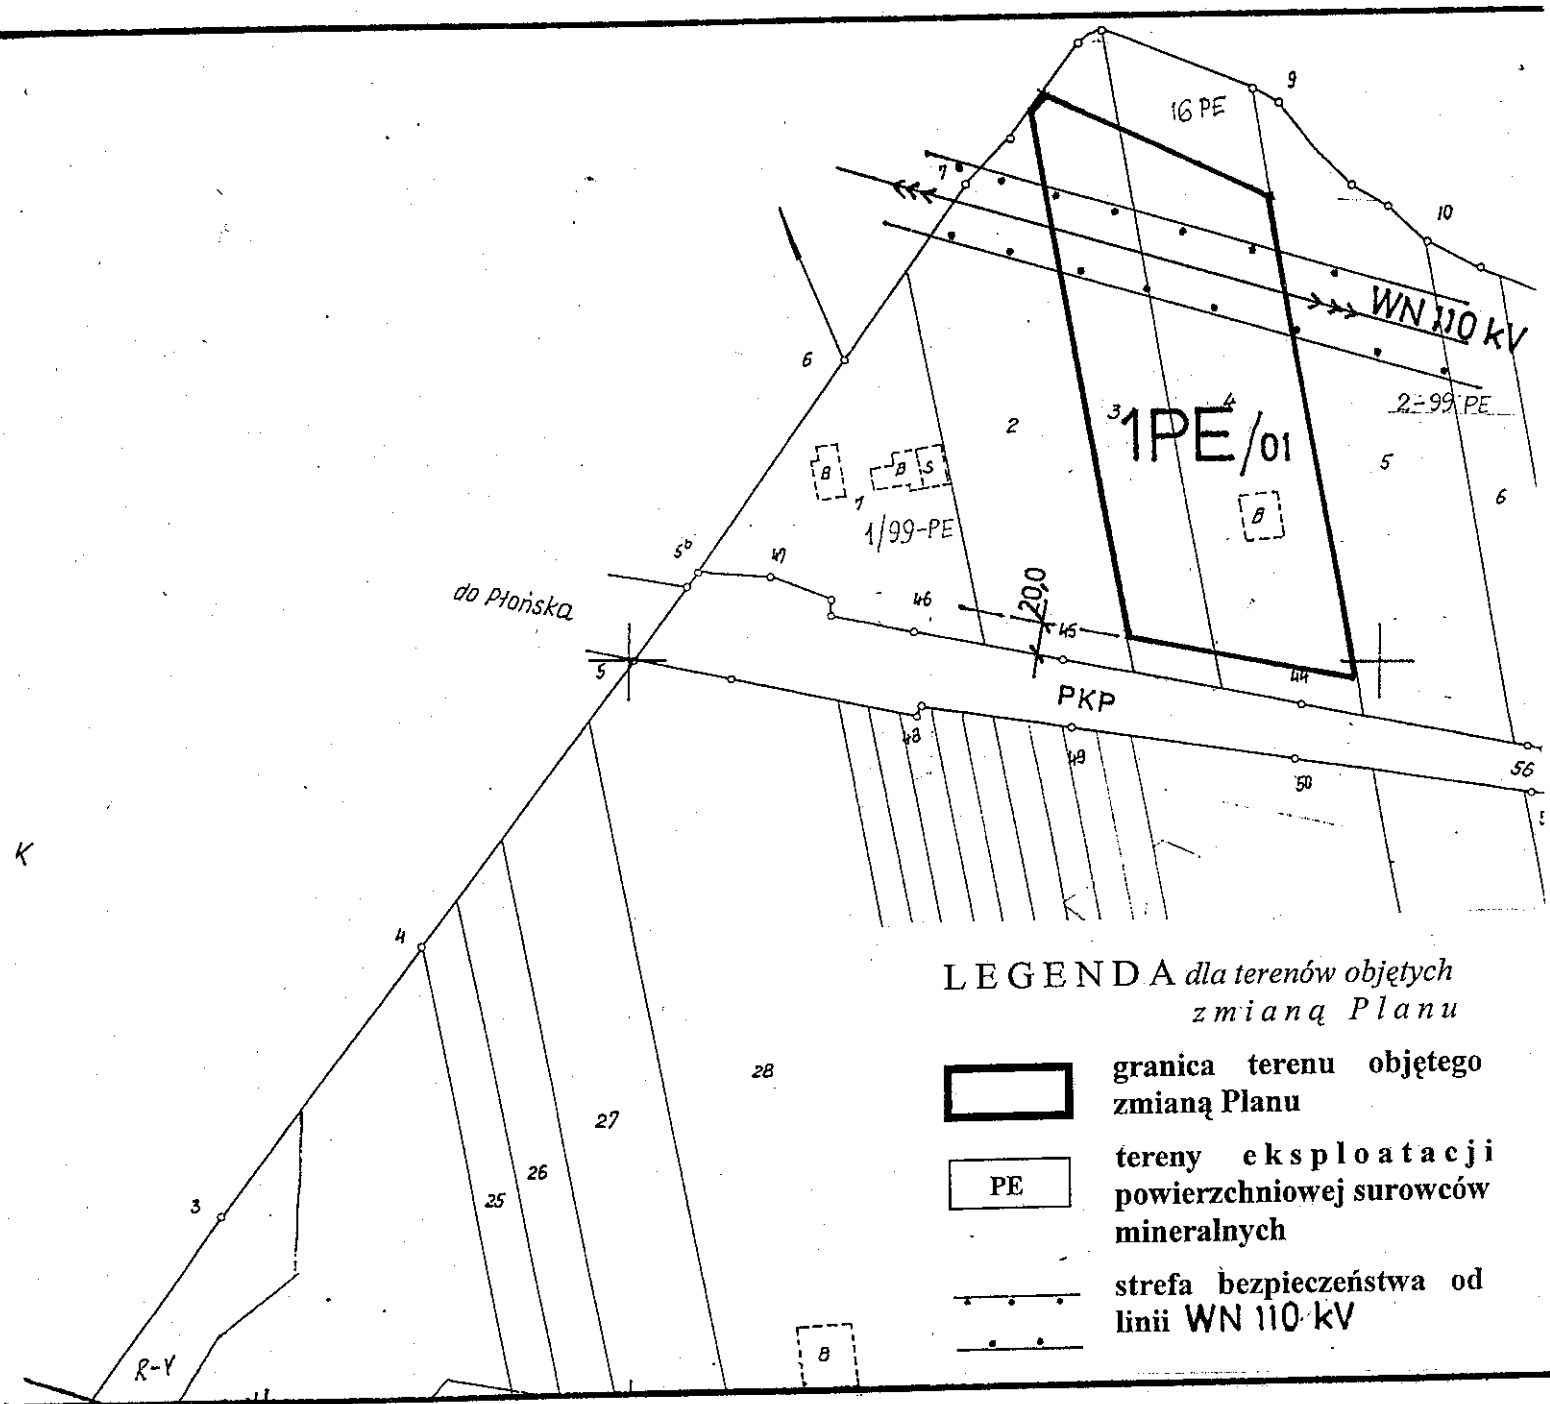 9
16 PE
7
10
WN 110 kV
6
3
4
1PE/01
2-99 PE
2
5
6
B
B
S
1
1/99-PE
B
5b
47
do Płońska
46
20,0
45
5
44
PKP
48
49
50
56
K
4
28
27
26
25
3
R-V
B
LEGENDA dla terenów objętych
zmianą Planu
granica terenu objętego
zmianą Planu
PE
tereny eksploatacji
powierzchniowej surowców
mineralnych
strefa bezpieczeństwa od
linii WN 110 kV